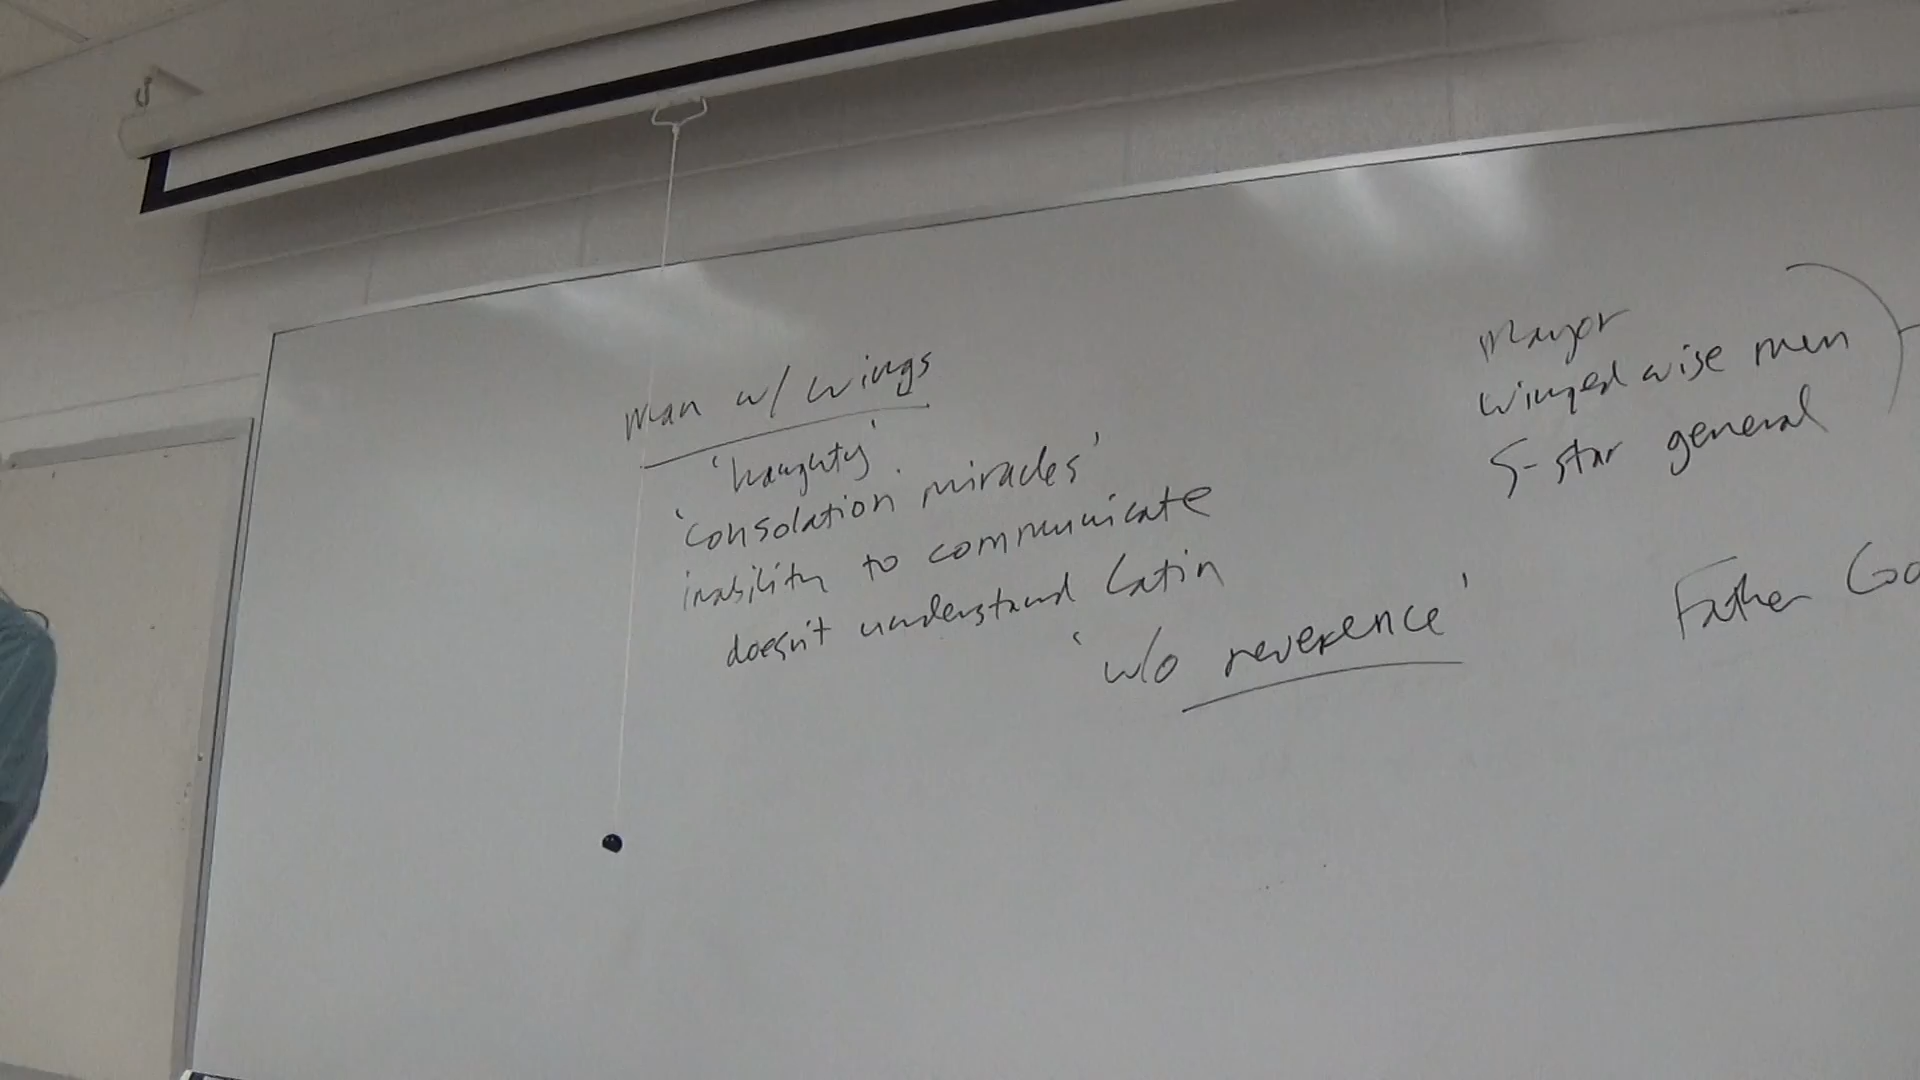 man w/ wings
'haughty'
'consolation miracles'
inability to communicate
doesn't understand Latin
'w/o reverence'
Mayor
winged wise men
5-star general
Father Go